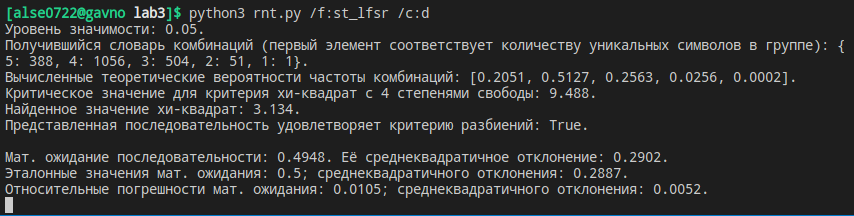 [alse0722@gavno lab3]$ python3 rnt.py /f:st_lfsr /c:d
Уровень значимости: 0.05.
Получившийся словарь комбинаций (первый элемент соответствует количеству уникальных символов в группе): {
5: 388, 4: 1056, 3: 504, 2: 51, 1: 1}.
Вычисленные теоретические вероятности частоты комбинаций: [0.2051, 0.5127, 0.2563, 0.0256, 0.0002].
Критическое значение для критерия хи-квадрат с 4 степенями свободы: 9.488.
Найденное значение хи-квадрат: 3.134.
Представленная последовательность удовлетворяет критерию разбиений: True.
Мат. ожидание последовательности: 0.4948. Её среднеквадратичное отклонение: 0.2902.
Эталонные значения мат. ожидания: 0.5; среднеквадратичного отклонения: 0.2887.
Относительные погрешности мат. ожидания: 0.0105; среднеквадратичного отклонения: 0.0052.